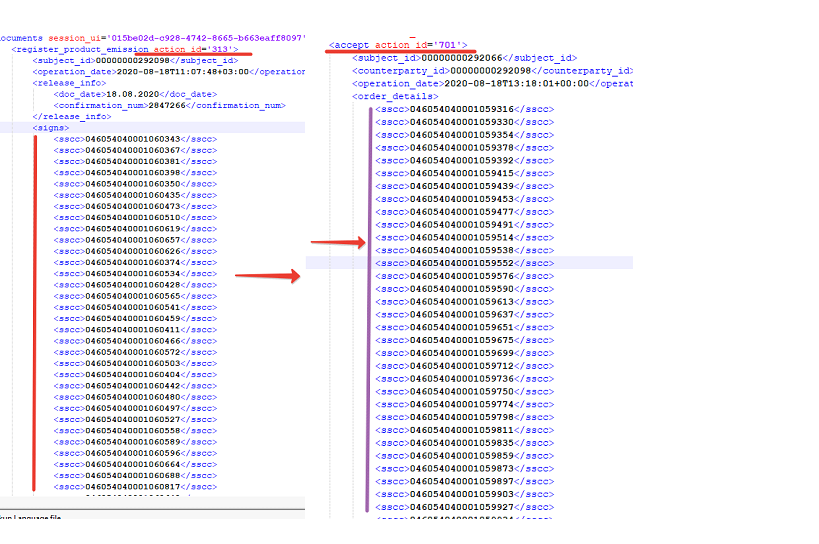 ocuments session_ui='015be02d-c928-4742-8665-b663eaff8097'
<register_product_emission action_id='313'>
<subject_id>00000000292098</subject_id>
<operation_date>2020-08-18T11:07:48+03:00</operation
<release_info>
<doc_date>18.08.2020</doc_date>
<confirmation_num>2847266</confirmation_num>
</release_info>
<signs>
<sscc>046054040001060343</sscc>
<sscc>046054040001060367</sscc>
<sscc>046054040001060381</sscc>
<sscc>046054040001060398</sscc>
<sscc>046054040001060350</sscc>
<sscc>046054040001060435</sscc>
<sscc>046054040001060473</sscc>
<sscc>046054040001060510</sscc>
<sscc>046054040001060619</sscc>
<sscc>046054040001060657</sscc>
<sscc>046054040001060626</sscc>
<sscc>046054040001060374</sscc>
<sscc>046054040001060534</sscc>
<sscc>046054040001060428</sscc>
<sscc>046054040001060565</sscc>
<sscc>046054040001060541</sscc>
<sscc>046054040001060459</sscc>
<sscc>046054040001060411</sscc>
<sscc>046054040001060466</sscc>
<sscc>046054040001060572</sscc>
<sscc>046054040001060503</sscc>
<sscc>046054040001060404</sscc>
<sscc>046054040001060442</sscc>
<sscc>046054040001060480</sscc>
<sscc>046054040001060497</sscc>
<sscc>046054040001060527</sscc>
<sscc>046054040001060558</sscc>
<sscc>046054040001060589</sscc>
<sscc>046054040001060596</sscc>
<sscc>046054040001060664</sscc>
<sscc>046054040001060688</sscc>
<sscc>046054040001060817</sscc>
Language file
<accept action_id='701'>
<subject_id>00000000292066</subject_id>
<counterparty_id>00000000292098</counterparty_id>
<operation_date>2020-08-18T13:18:01+00:00</operat
<order_details>
<sscc>046054040001059316</sscc>
<sscc>046054040001059330</sscc>
<sscc>046054040001059354</sscc>
<sscc>046054040001059378</sscc>
<sscc>046054040001059392</sscc>
<sscc>046054040001059415</sscc>
<sscc>046054040001059439</sscc>
<sscc>046054040001059453</sscc>
<sscc>046054040001059477</sscc>
<sscc>046054040001059491</sscc>
<sscc>046054040001059514</sscc>
<sscc>046054040001059538</sscc>
<sscc>046054040001059552</sscc>
<sscc>046054040001059576</sscc>
<sscc>046054040001059590</sscc>
<sscc>046054040001059613</sscc>
<sscc>046054040001059637</sscc>
<sscc>046054040001059651</sscc>
<sscc>046054040001059675</sscc>
<sscc>046054040001059699</sscc>
<sscc>046054040001059712</sscc>
<sscc>046054040001059736</sscc>
<sscc>046054040001059750</sscc>
<sscc>046054040001059774</sscc>
<sscc>046054040001059798</sscc>
<sscc>046054040001059811</sscc>
<sscc>046054040001059835</sscc>
<sscc>046054040001059859</sscc>
<sscc>046054040001059873</sscc>
<sscc>046054040001059897</sscc>
<sscc>046054040001059903</sscc>
<sscc>046054040001059927</sscc>